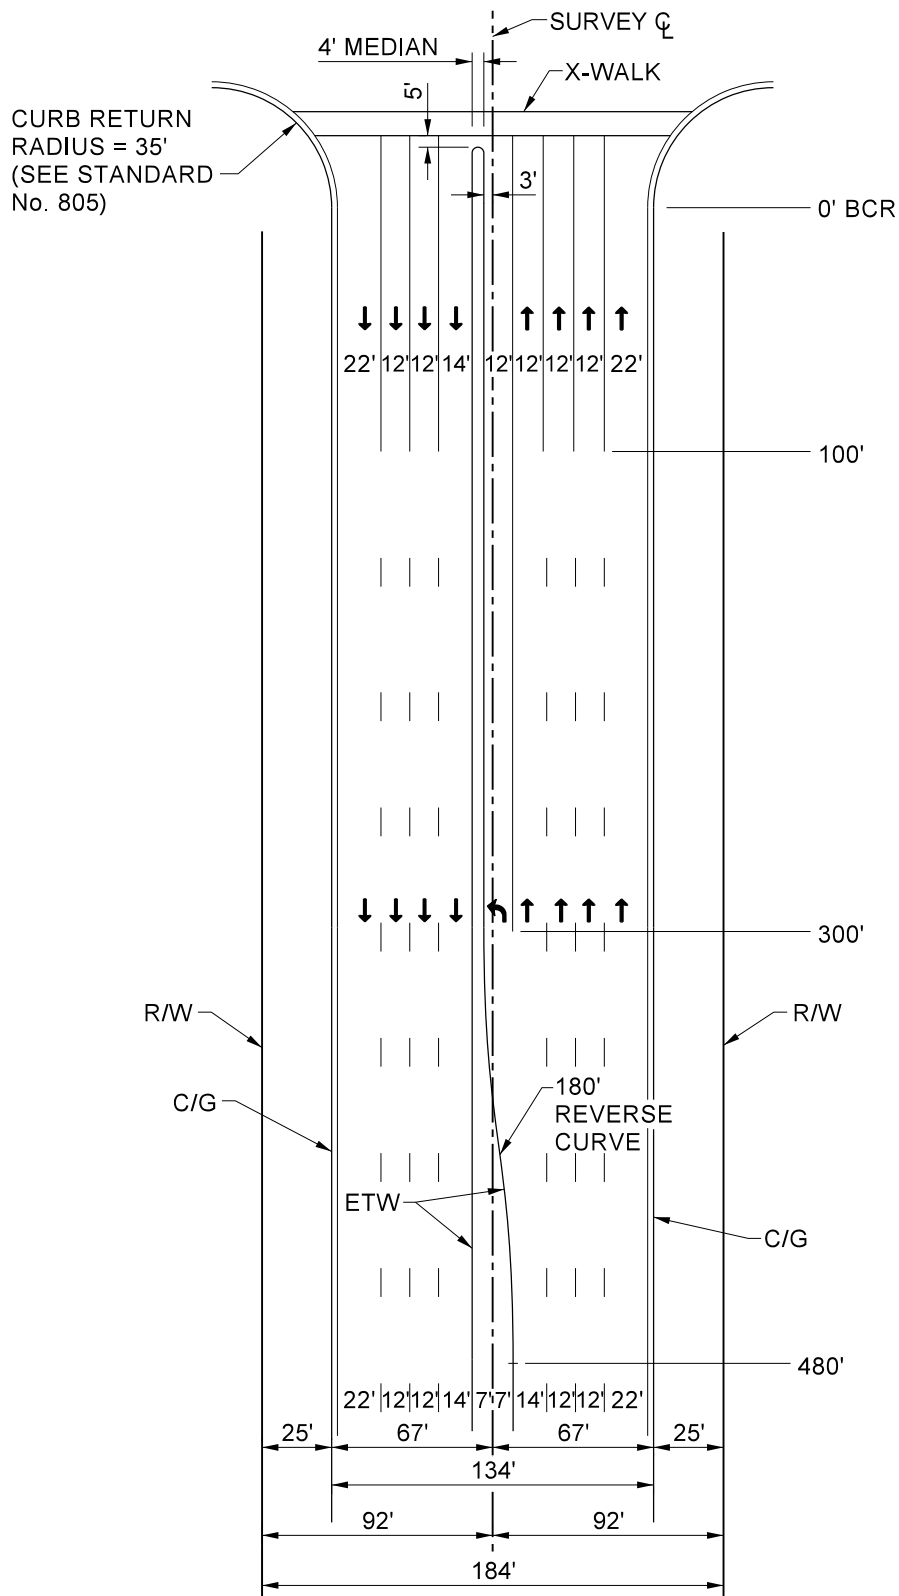 SURVEY ℄
4' MEDIAN
X-WALK
5'
CURB RETURN
RADIUS = 35'
(SEE STANDARD
No. 805)
3'
0' BCR
22' 12' 12' 14' 12' 12' 12' 12' 22'
100'
300'
R/W
R/W
180'
REVERSE
CURVE
C/G
ETW
C/G
480'
22' 12' 12' 14' 7' 7' 14' 12' 12' 22'
25' 67' 67' 25'
134'
92' 92'
184'